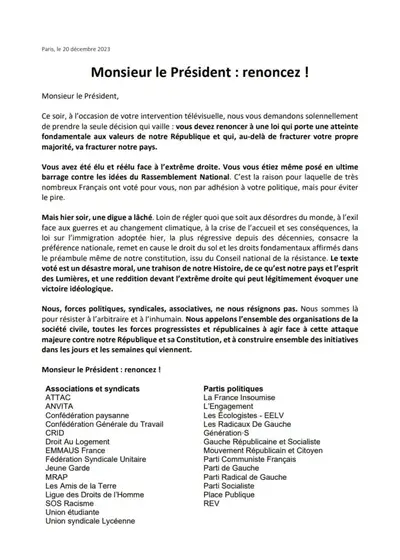 Paris, le 20 décembre 2023
Monsieur le Président : renoncez !
Monsieur le Président,
Ce soir, à l'occasion de votre intervention télévisuelle, nous vous demandons solennellement
de prendre la seule décision qui vaille : vous devez renoncer à une loi qui porte une atteinte
fondamentale aux valeurs de notre République et qui, au-delà de fracturer votre propre
majorité, va fracturer notre pays.
Vous avez été élu et réélu face à l'extrême droite. Vous vous étiez même posé en ultime
barrage contre les idées du Rassemblement National. C'est la raison pour laquelle de très
nombreux Français ont voté pour vous, non par adhésion à votre politique, mais pour éviter
le pire.
Mais hier soir, une digue a lâché. Loin de régler quoi que soit aux désordres du monde, à l'exil
face aux guerres et au changement climatique, à la crise de l'accueil et ses conséquences, la
loi sur l'immigration adoptée hier, la plus régressive depuis des décennies, consacre la
préférence nationale, remet en cause le droit du sol et les droits fondamentaux affirmés dans
le préambule même de notre constitution, issu du Conseil national de la résistance. Le texte
voté est un désastre moral, une trahison de notre Histoire, de ce qu'est notre pays et l'esprit
des Lumières, et une reddition devant l'extrême droite qui peut légitimement évoquer une
victoire idéologique.
Nous, forces politiques, syndicales, associatives, ne nous résignons pas. Nous sommes là
pour résister à l'arbitraire et à l'inhumain. Nous appelons l'ensemble des organisations de la
société civile, toutes les forces progressistes et républicaines à agir face à cette attaque
majeure contre notre République et sa Constitution, et à construire ensemble des initiatives
dans les jours et les semaines qui viennent.
Monsieur le Président : renoncez !
Associations et syndicats
ATTAC
ANVITA
Confédération paysanne
Confédération Générale du Travail
CRID
Droit Au Logement
EMMAUS France
Fédération Syndicale Unitaire
Jeune Garde
MRAP
Les Amis de la Terre
Ligue des Droits de l'Homme
SOS Racisme
Union étudiante
Union syndicale Lycéenne
Partis politiques
La France Insoumise
L'Engagement
Les Écologistes - EELV
Les Radicaux De Gauche
Génération·S
Gauche Républicaine et Socialiste
Mouvement Républicain et Citoyen
Parti Communiste Français
Parti de Gauche
Parti Radical de Gauche
Parti Socialiste
Place Publique
REV